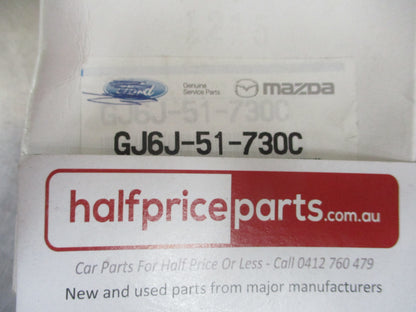 Ford Genuine Service Parts mazda
GJ6J-51-730C
GJ6J-51-730C
halfpriceparts.com.au
Car Parts For Half Price Or Less - Call 0412 760 479
New and used parts from major manufacturers